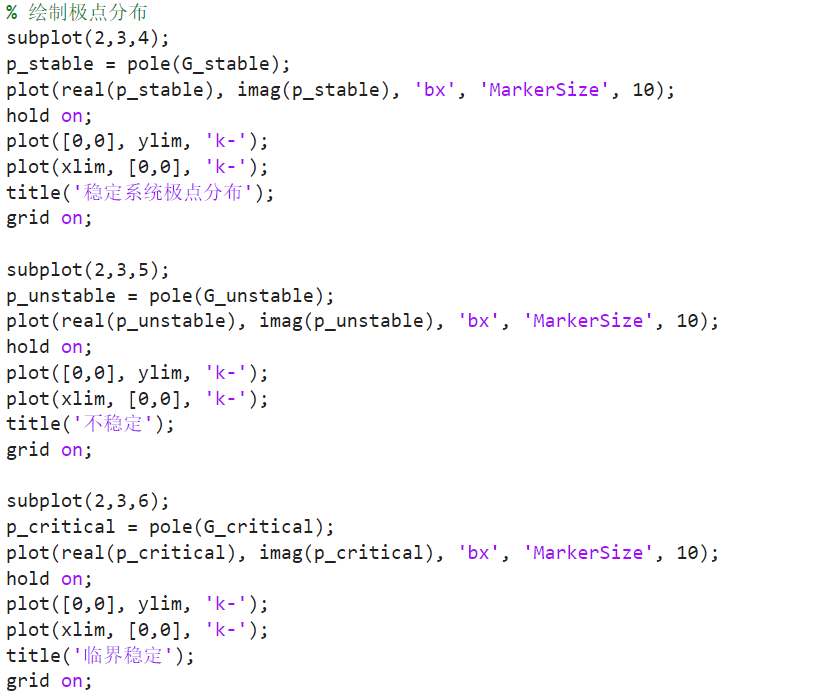 % 绘制极点分布
subplot(2,3,4);
p_stable = pole(G_stable);
plot(real(p_stable), imag(p_stable), 'bx', 'MarkerSize', 10);
hold on;
plot([0,0], ylim, 'k-');
plot(xlim, [0,0], 'k-');
title('稳定系统极点分布');
grid on;

subplot(2,3,5);
p_unstable = pole(G_unstable);
plot(real(p_unstable), imag(p_unstable), 'bx', 'MarkerSize', 10);
hold on;
plot([0,0], ylim, 'k-');
plot(xlim, [0,0], 'k-');
title('不稳定');
grid on;

subplot(2,3,6);
p_critical = pole(G_critical);
plot(real(p_critical), imag(p_critical), 'bx', 'MarkerSize', 10);
hold on;
plot([0,0], ylim, 'k-');
plot(xlim, [0,0], 'k-');
title('临界稳定');
grid on;